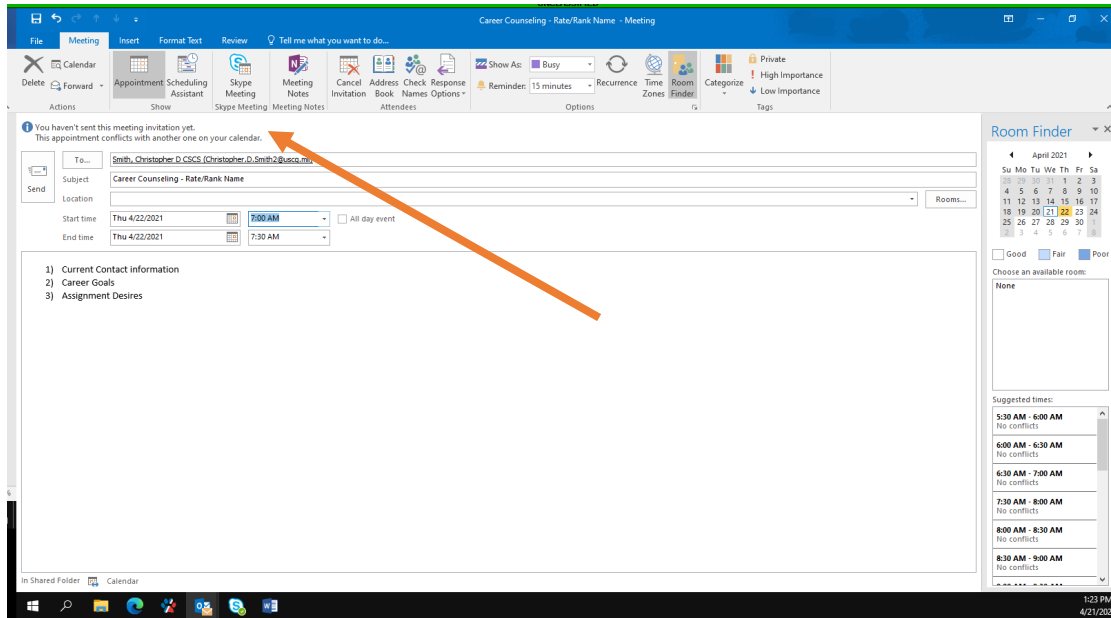 UNCLASSIFIED
Career Counseling - Rate/Rank Name - Meeting
File Meeting Insert Format Text Review Tell me what you want to do...
Delete
Calendar
Forward
Actions
Appointment
Scheduling Assistant
Show
Skype Meeting
Skype Meeting
Meeting Notes
Meeting Notes
Cancel Invitation
Address Book
Check Names
Response Options
Attendees
Show As: Busy
Reminder: 15 minutes
Recurrence
Time Zones
Room Finder
Options
Categorize
Private
High Importance
Low Importance
Tags
You haven't sent this meeting invitation yet.
This appointment conflicts with another one on your calendar.
Send
To... Smith, Christopher D CSCS (Christopher.D.Smith2@uscg.mil)
Subject Career Counseling - Rate/Rank Name
Location Rooms...
Start time Thu 4/22/2021 7:00 AM All day event
End time Thu 4/22/2021 7:30 AM
1) Current Contact information
2) Career Goals
3) Assignment Desires
In Shared Folder Calendar
Room Finder
April 2021
Su Mo Tu We Th Fr Sa
28 29 30 31 1 2 3
4 5 6 7 8 9 10
11 12 13 14 15 16 17
18 19 20 21 22 23 24
25 26 27 28 29 30 1
2 3 4 5 6 7 8
Good Fair Poor
Choose an available room:
None
Suggested times:
5:30 AM - 6:00 AM
No conflicts
6:00 AM - 6:30 AM
No conflicts
6:30 AM - 7:00 AM
No conflicts
7:30 AM - 8:00 AM
No conflicts
8:00 AM - 8:30 AM
No conflicts
8:30 AM - 9:00 AM
No conflicts
1:23 PM
4/21/202